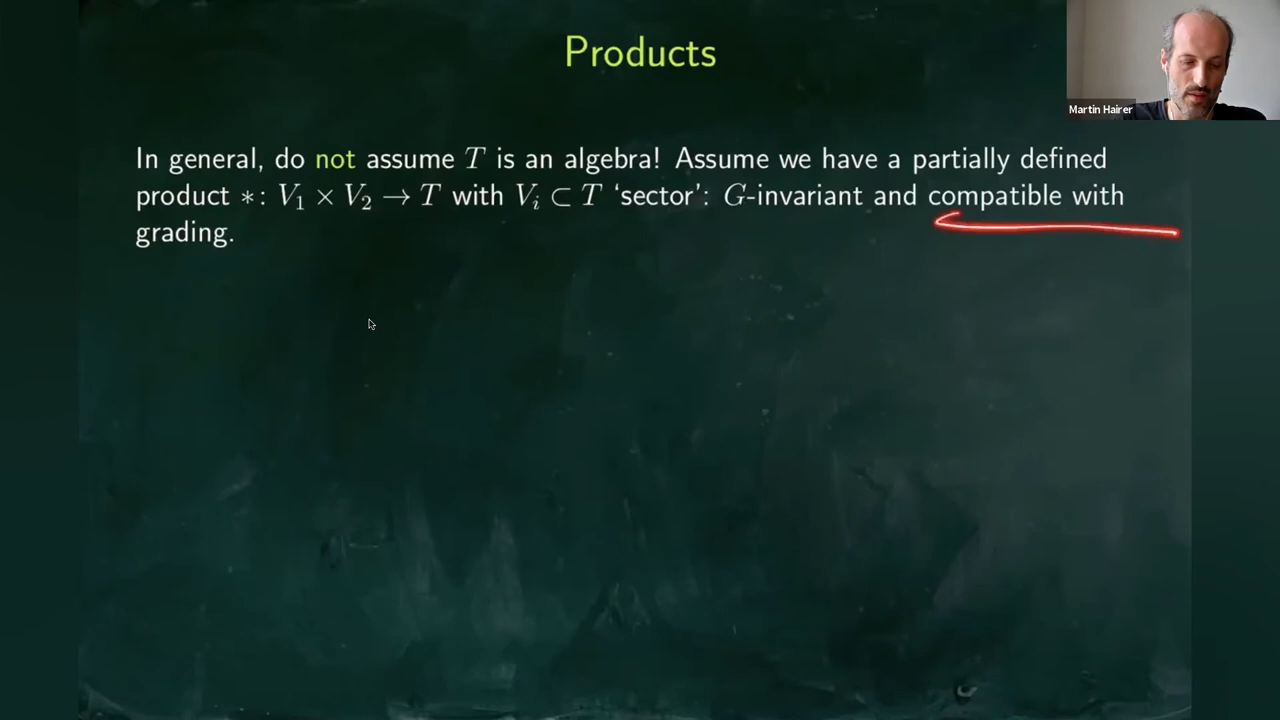 Products
Martin Hairer
In general, do not assume T is an algebra! Assume we have a partially defined
product ∗: V₁ × V₂ → T with Vᵢ ⊂ T ‘sector’: G-invariant and compatible with
grading.